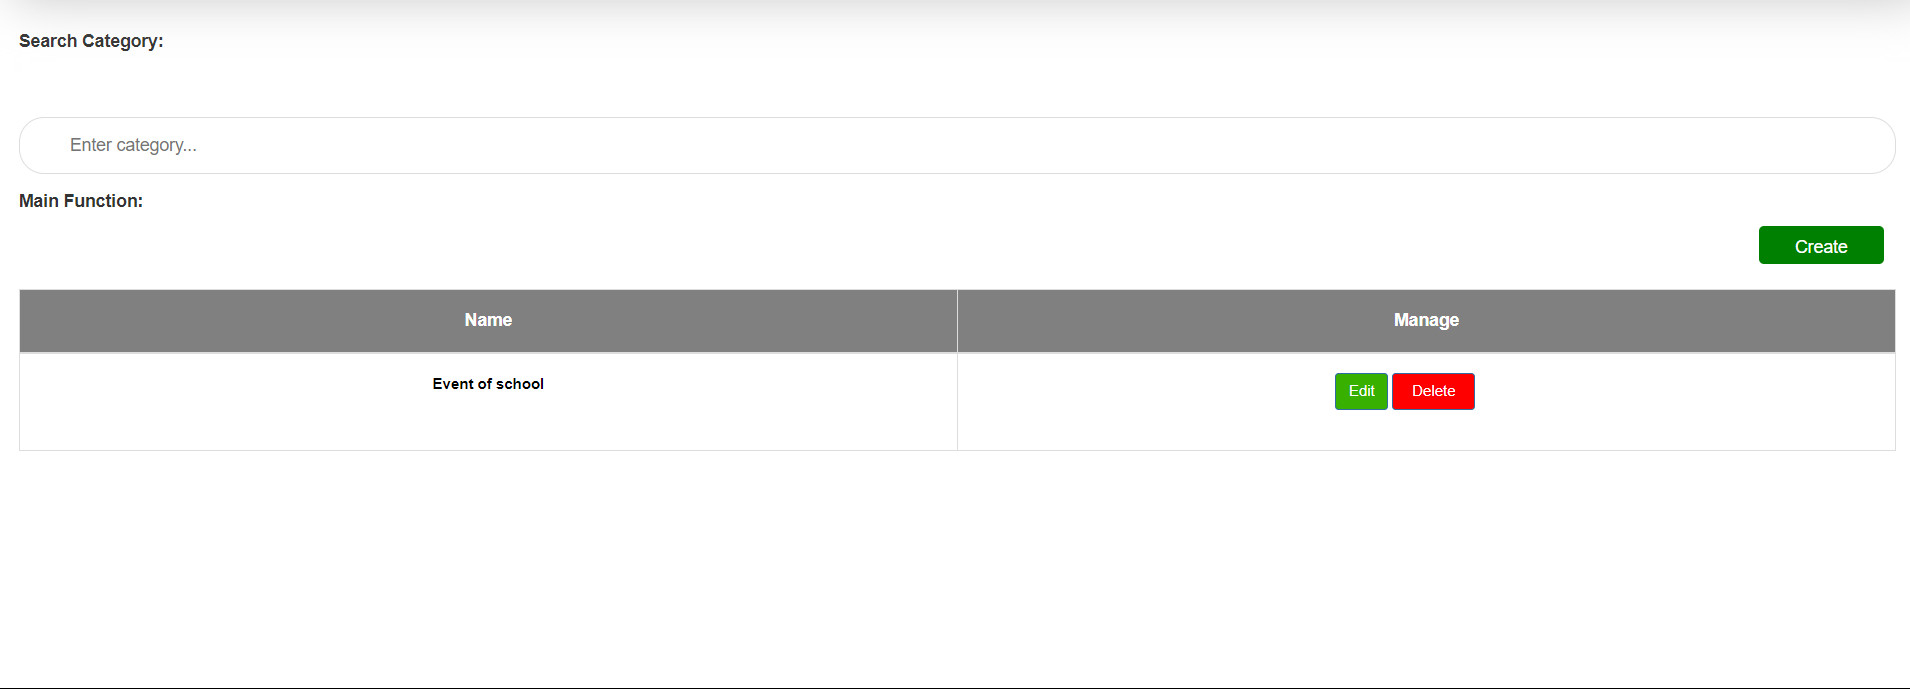 Search Category:
Enter category...
Main Function:
Create
Name Manage
Event of school Edit Delete